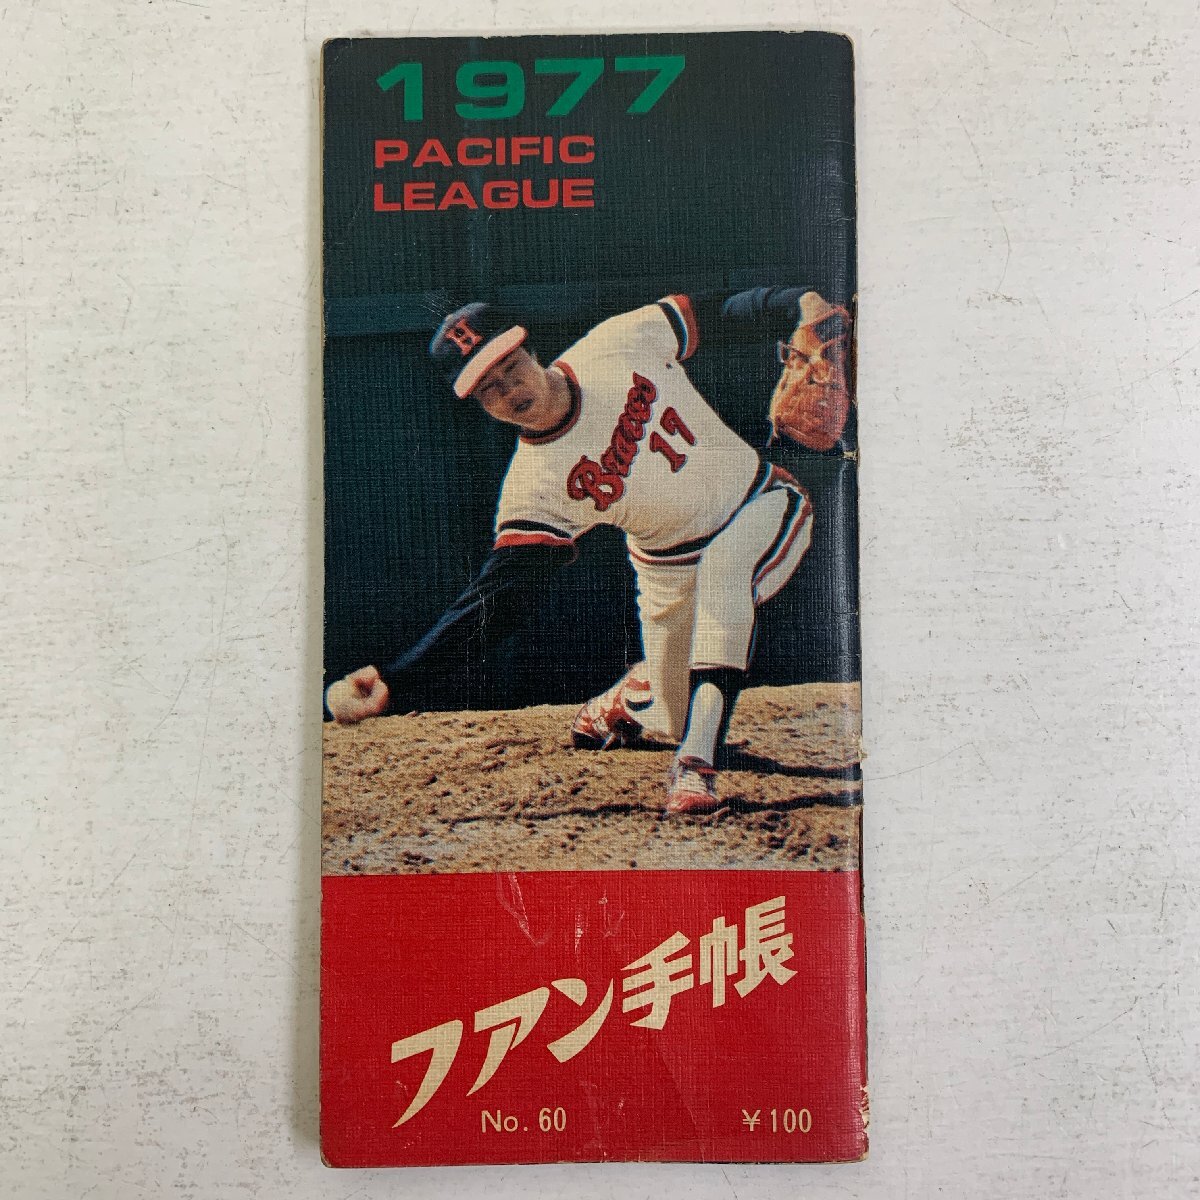 1977
PACIFIC
LEAGUE
H
Braves
17
ファン手帳
No. 60
￥100